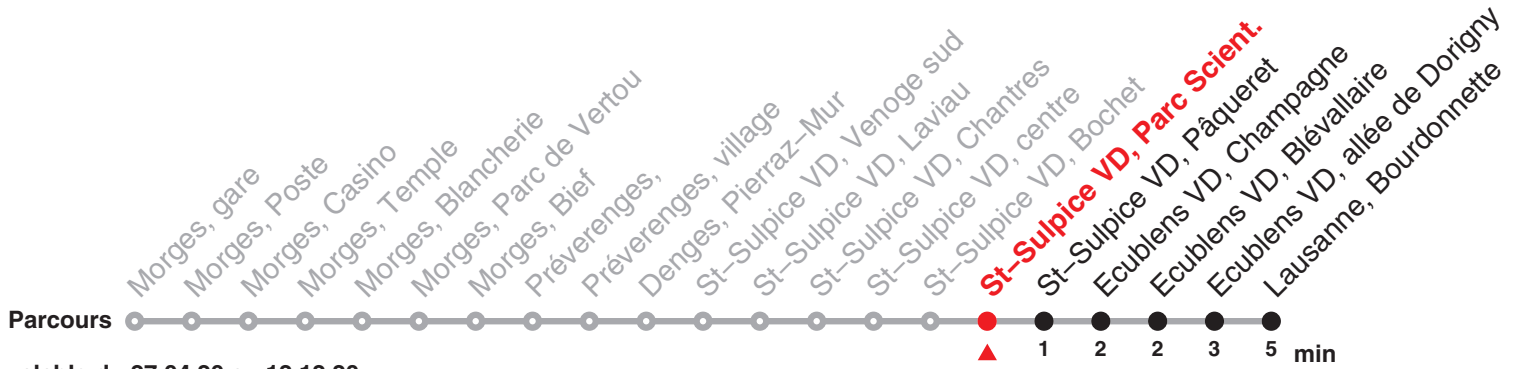 Morges, gare
Morges, Poste
Morges, Casino
Morges, Temple
Morges, Blancherie
Morges, Parc de Vertou
Morges, Bief
Préverenges,
Préverenges, village
Denges, Pierraz–Mur
St–Sulpice VD, Venoge sud
St–Sulpice VD, Laviau
St–Sulpice VD, Chantres
St–Sulpice VD, centre
St–Sulpice VD, Bochet
St–Sulpice VD, Parc Scient.
St–Sulpice VD, Pâqueret
Ecublens VD, Champagne
Ecublens VD, Blévallaire
Ecublens VD, allée de Dorigny
Lausanne, Bourdonnette
Parcours
1 2 2 3 5 min